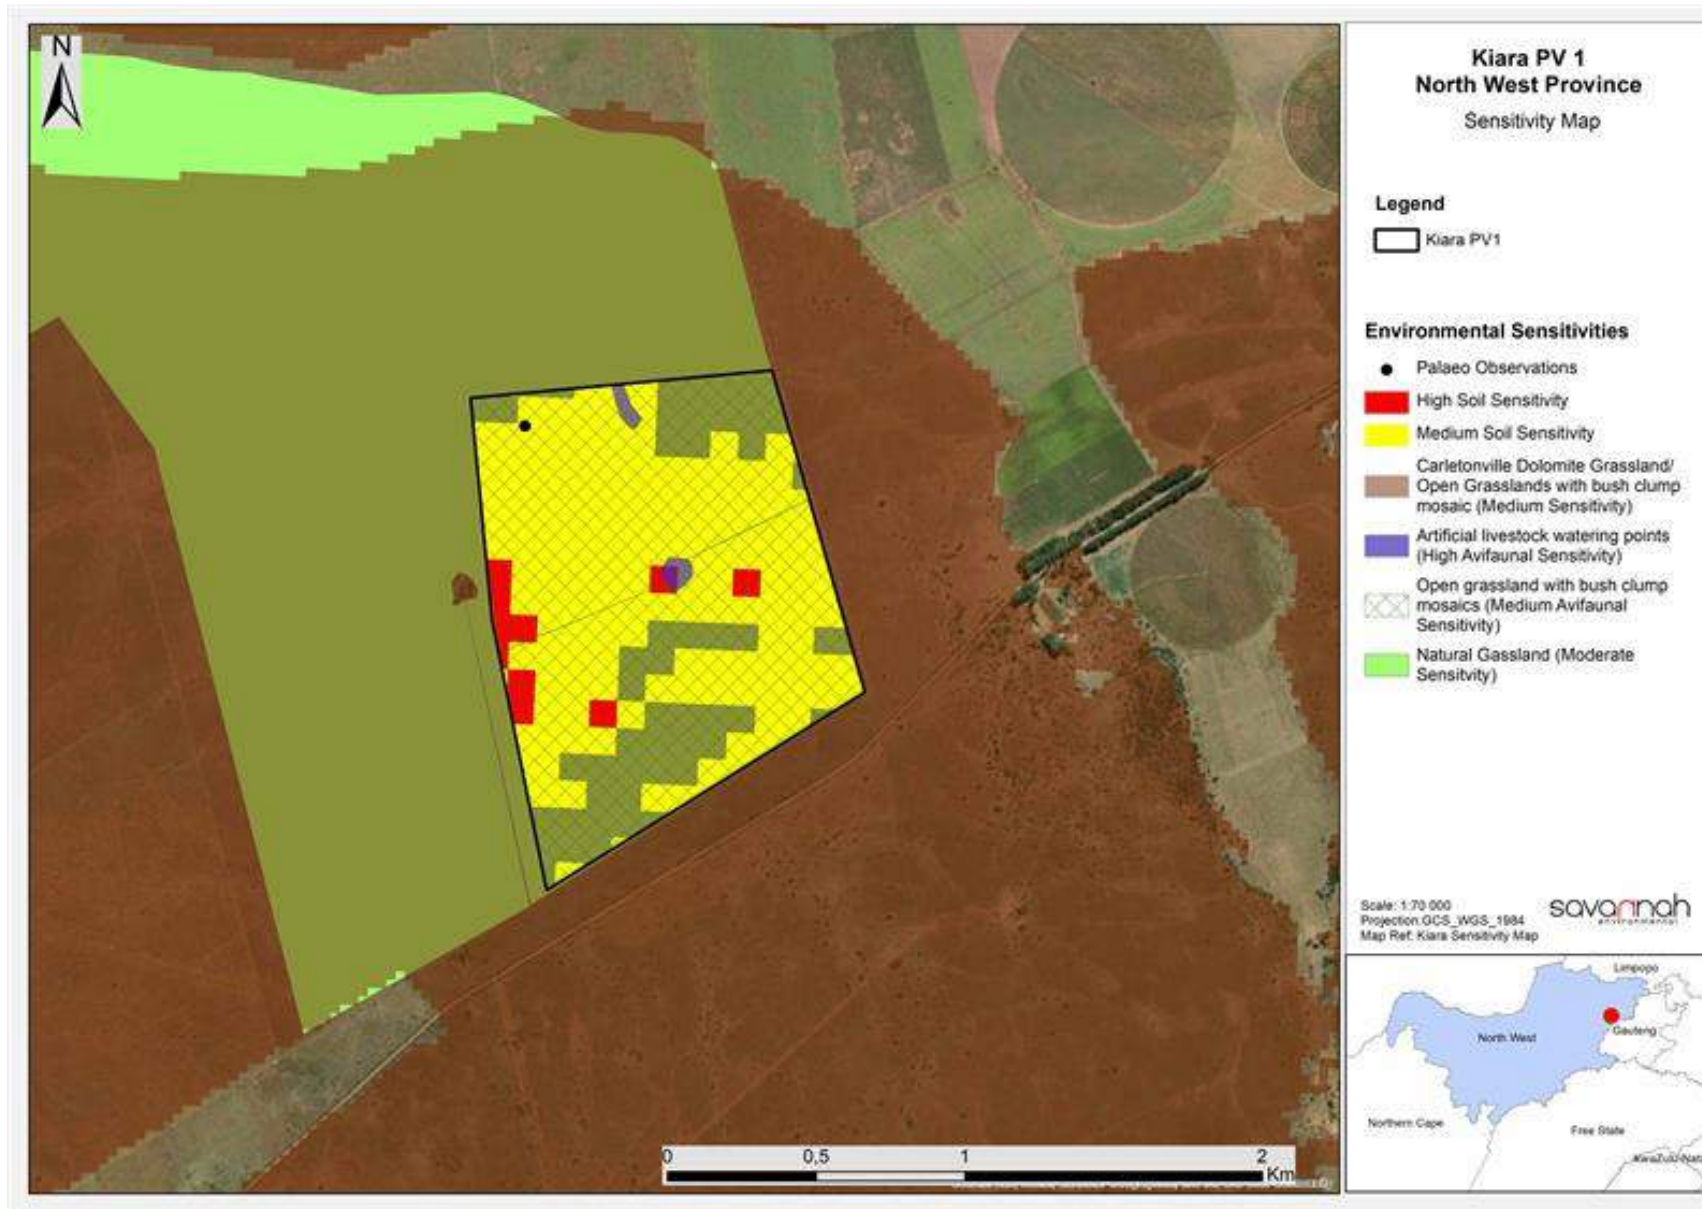 N
Kiara PV 1
North West Province
Sensitivity Map
Legend
Kiara PV1
Environmental Sensitivities
Palaeo Observations
High Soil Sensitivity
Medium Soil Sensitivity
Carletonville Dolomite Grassland/
Open Grasslands with bush clump
mosaic (Medium Sensitivity)
Artificial livestock watering points
(High Avifaunal Sensitivity)
Open grassland with bush clump
mosaics (Medium Avifaunal
Sensitivity)
Natural Gassland (Moderate
Sensitvity)
Scale: 1:70 000
Projection:GCS_WGS_1984
Map Ref: Kiara Sensitivity Map
savannah
environmental
Limpopo
North West
Gauteng
Northern Cape
Free State
KwaZulu-Nat
0 0,5 1 2
Km